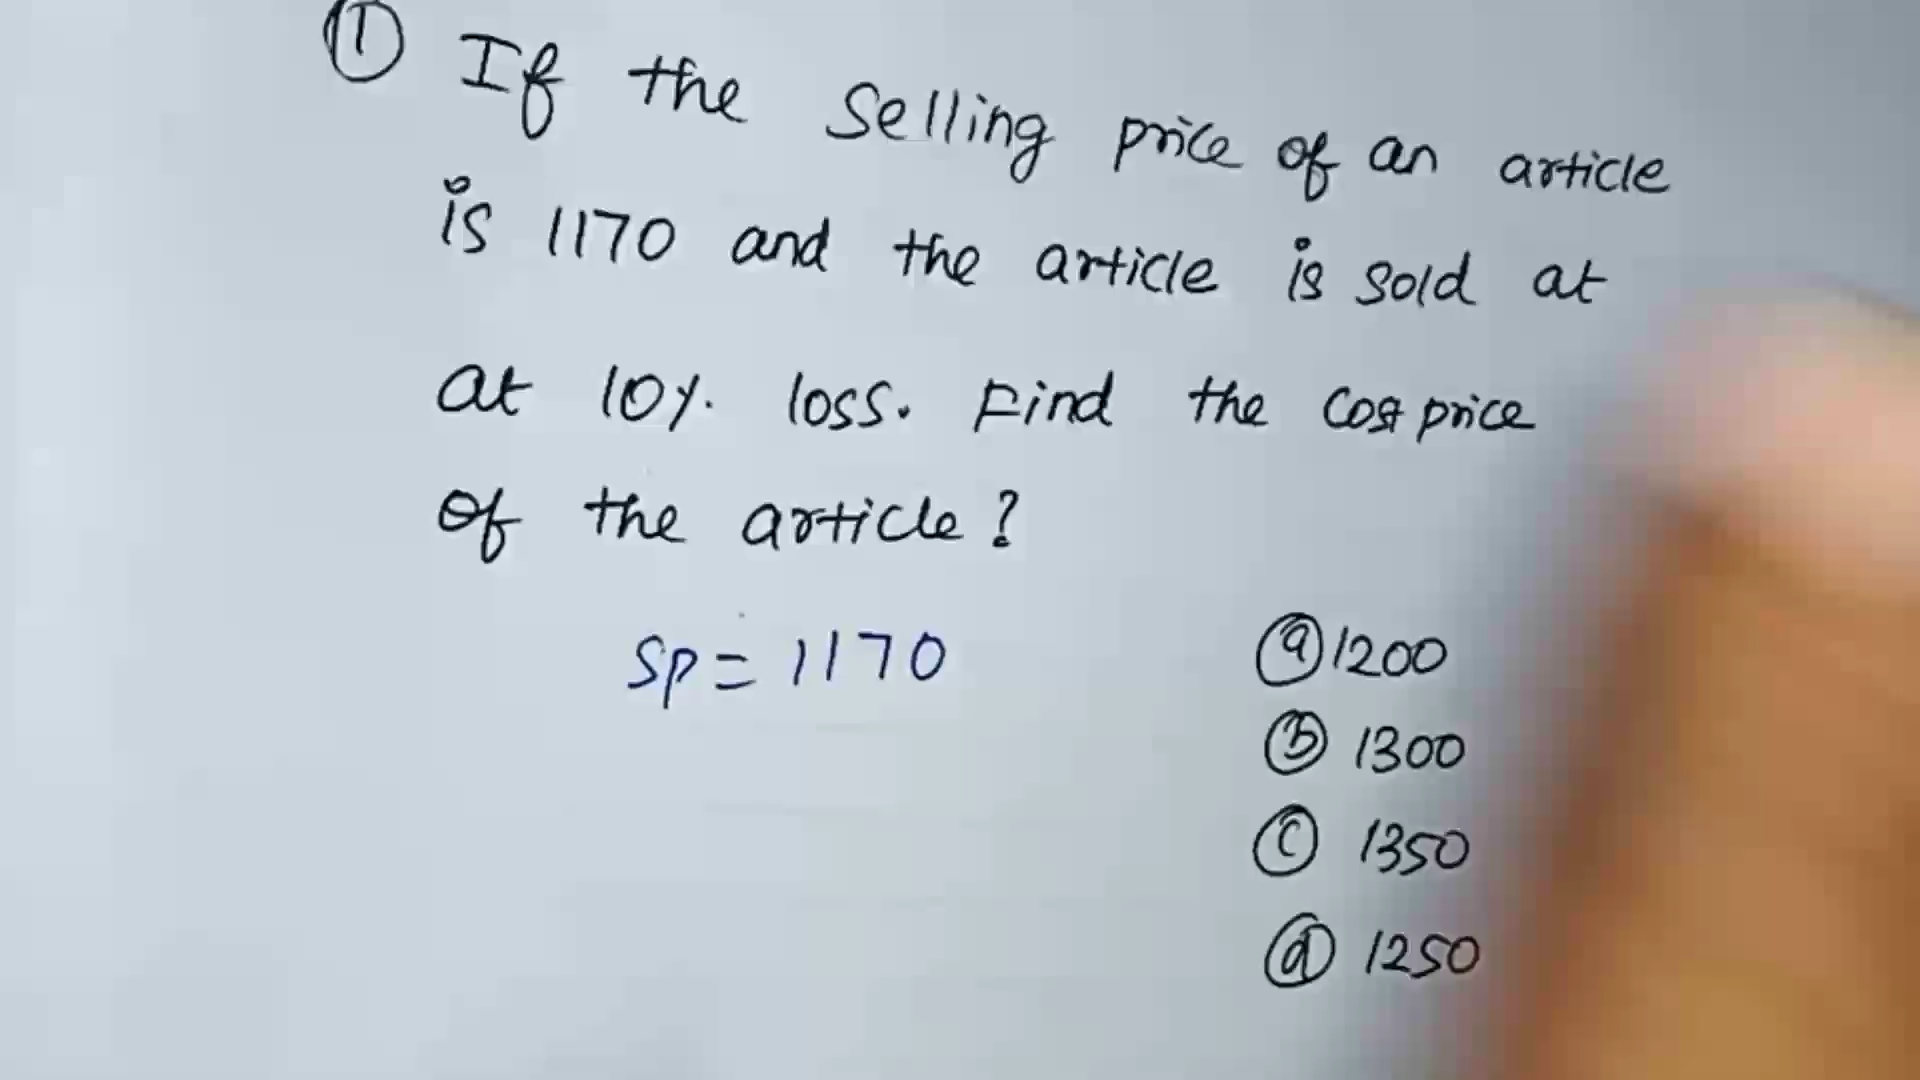 ① If the Selling price of an article
is 1170 and the article is sold at
at 10%. loss. Find the Cost price
of the article?
SP = 1170
ⓐ 1200
ⓑ 1300
ⓒ 1350
ⓓ 1250